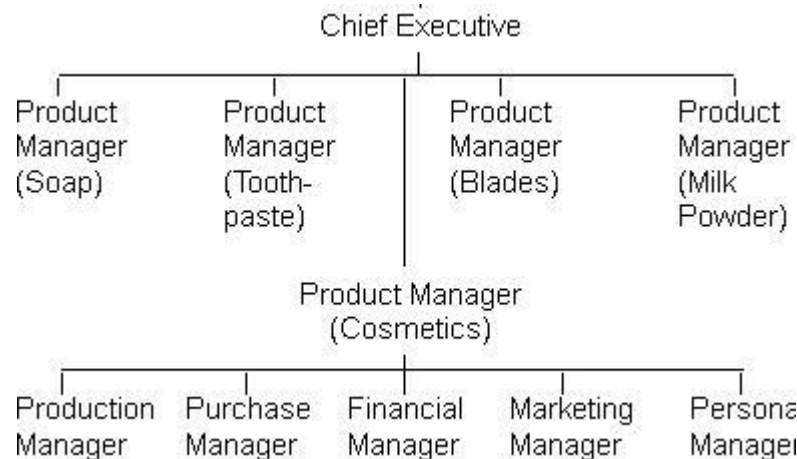 Chief Executive
Product Product Product Product
Manager Manager Manager Manager
(Soap) (Tooth- (Blades) (Milk
paste) Powder)
Product Manager
(Cosmetics)
Production Purchase Financial Marketing Persona
Manager Manager Manager Manager Manager